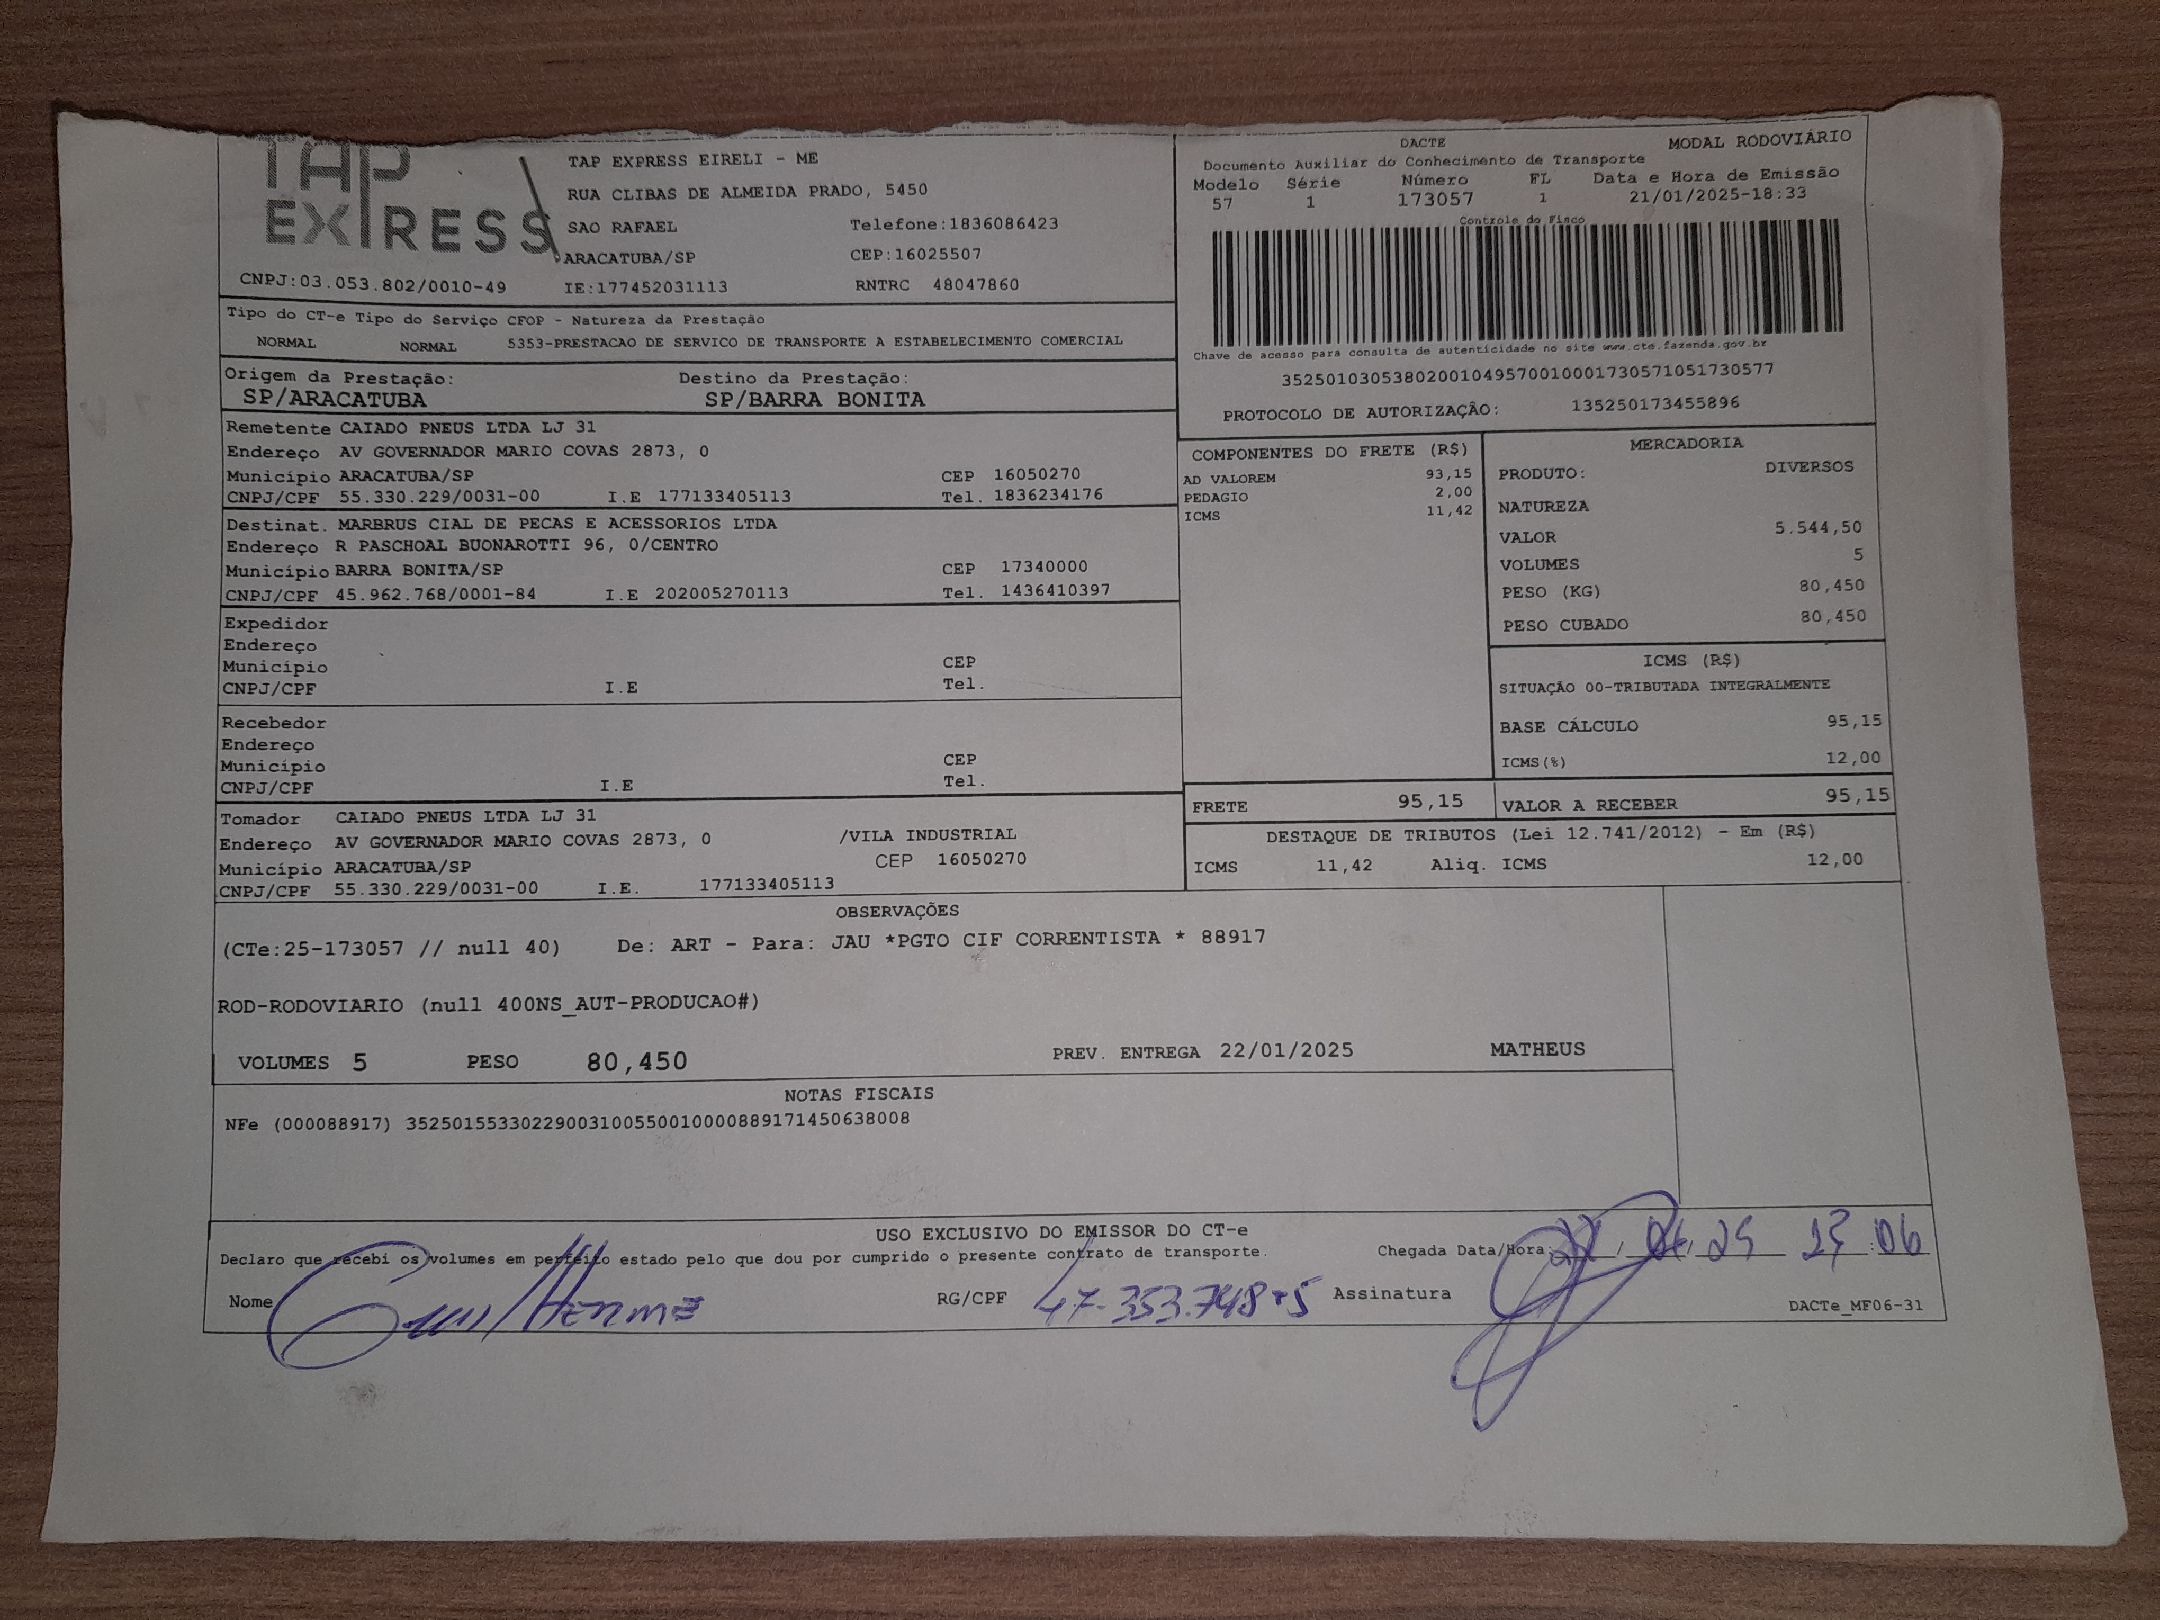 TAP
EXPRESS
CNPJ:03.053.802/0010-49
TAP EXPRESS EIRELI - ME
RUA CLIBAS DE ALMEIDA PRADO, 5450
SAO RAFAEL Telefone:1836086423
ARACATUBA/SP CEP:16025507
IE:177452031113 RNTRC 48047860
DACTE MODAL RODOVIÁRIO
Documento Auxiliar do Conhecimento de Transporte
Modelo Série Número FL Data e Hora de Emissão
57 1 173057 1 21/01/2025-18:33
Controle do Fisco
Chave de acesso para consulta de autenticidade no site www.cte.fazenda.gov.br
35250103053802001049570010001730571051730577
PROTOCOLO DE AUTORIZAÇÃO: 135250173455896
Tipo do CT-e Tipo do Serviço CFOP - Natureza da Prestação
NORMAL NORMAL 5353-PRESTACAO DE SERVICO DE TRANSPORTE A ESTABELECIMENTO COMERCIAL
Origem da Prestação: Destino da Prestação:
SP/ARACATUBA SP/BARRA BONITA
Remetente CAIADO PNEUS LTDA LJ 31
Endereço AV GOVERNADOR MARIO COVAS 2873, 0
Município ARACATUBA/SP CEP 16050270
CNPJ/CPF 55.330.229/0031-00 I.E 177133405113 Tel. 1836234176
Destinat. MARBRUS CIAL DE PECAS E ACESSORIOS LTDA
Endereço R PASCHOAL BUONAROTTI 96, 0/CENTRO
Município BARRA BONITA/SP CEP 17340000
CNPJ/CPF 45.962.768/0001-84 I.E 202005270113 Tel. 1436410397
Expedidor
Endereço
Município CEP
CNPJ/CPF I.E Tel.
Recebedor
Endereço
Município CEP
CNPJ/CPF I.E Tel.
Tomador CAIADO PNEUS LTDA LJ 31
Endereço AV GOVERNADOR MARIO COVAS 2873, 0 /VILA INDUSTRIAL
Município ARACATUBA/SP CEP 16050270
CNPJ/CPF 55.330.229/0031-00 I.E. 177133405113
COMPONENTES DO FRETE (R$)
AD VALOREM 93,15
PEDAGIO 2,00
ICMS 11,42
MERCADORIA
PRODUTO: DIVERSOS
NATUREZA
VALOR 5.544,50
VOLUMES 5
PESO (KG) 80,450
PESO CUBADO 80,450
ICMS (R$)
SITUAÇÃO 00-TRIBUTADA INTEGRALMENTE
BASE CÁLCULO 95,15
ICMS(%) 12,00
FRETE 95,15 VALOR A RECEBER 95,15
DESTAQUE DE TRIBUTOS (Lei 12.741/2012) - Em (R$)
ICMS 11,42 Aliq. ICMS 12,00
OBSERVAÇÕES
(CTe:25-173057 // null 40) De: ART - Para: JAU *PGTO CIF CORRENTISTA * 88917
ROD-RODOVIARIO (null 400NS_AUT-PRODUCAO#)
VOLUMES 5 PESO 80,450 PREV. ENTREGA 22/01/2025 MATHEUS
NOTAS FISCAIS
NFe (000088917) 35250155330229003100550010000889171450638008
USO EXCLUSIVO DO EMISSOR DO CT-e
Declaro que recebi os volumes em perfeito estado pelo que dou por cumprido o presente contrato de transporte. Chegada Data/Hora:
Nome Guilherme RG/CPF 47.353.748-5 Assinatura
DACTe_MF06-31